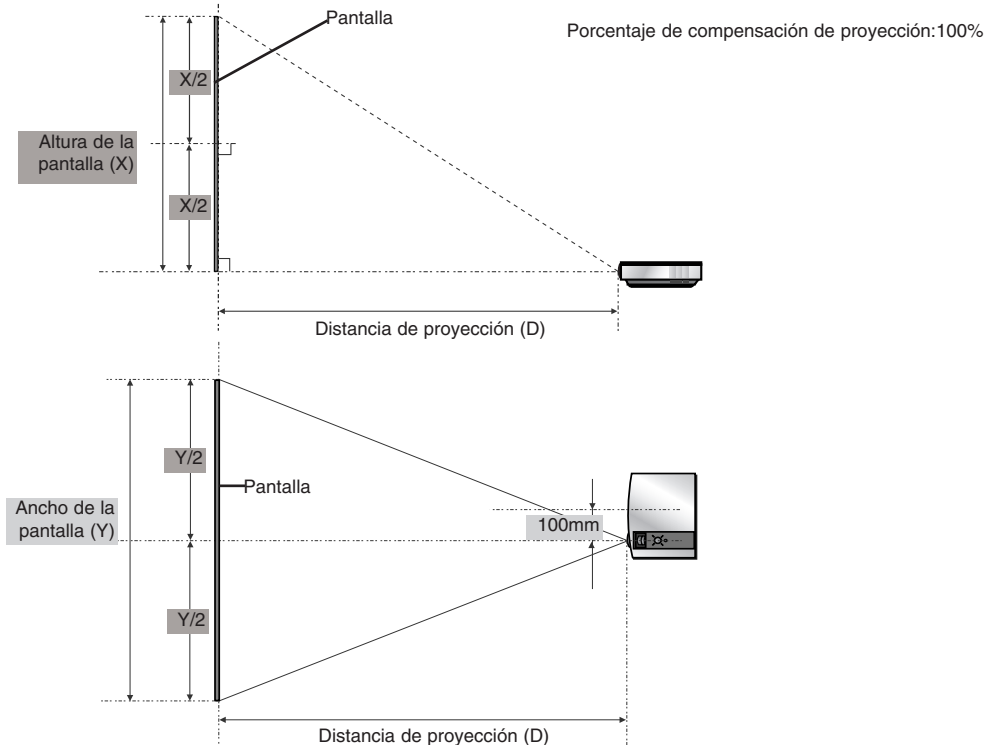 Pantalla
Porcentaje de compensación de proyección:100%
X/2
Altura de la
pantalla (X)
X/2
Distancia de proyección (D)
Y/2
Pantalla
Ancho de la
pantalla (Y)
100mm
Y/2
Distancia de proyección (D)